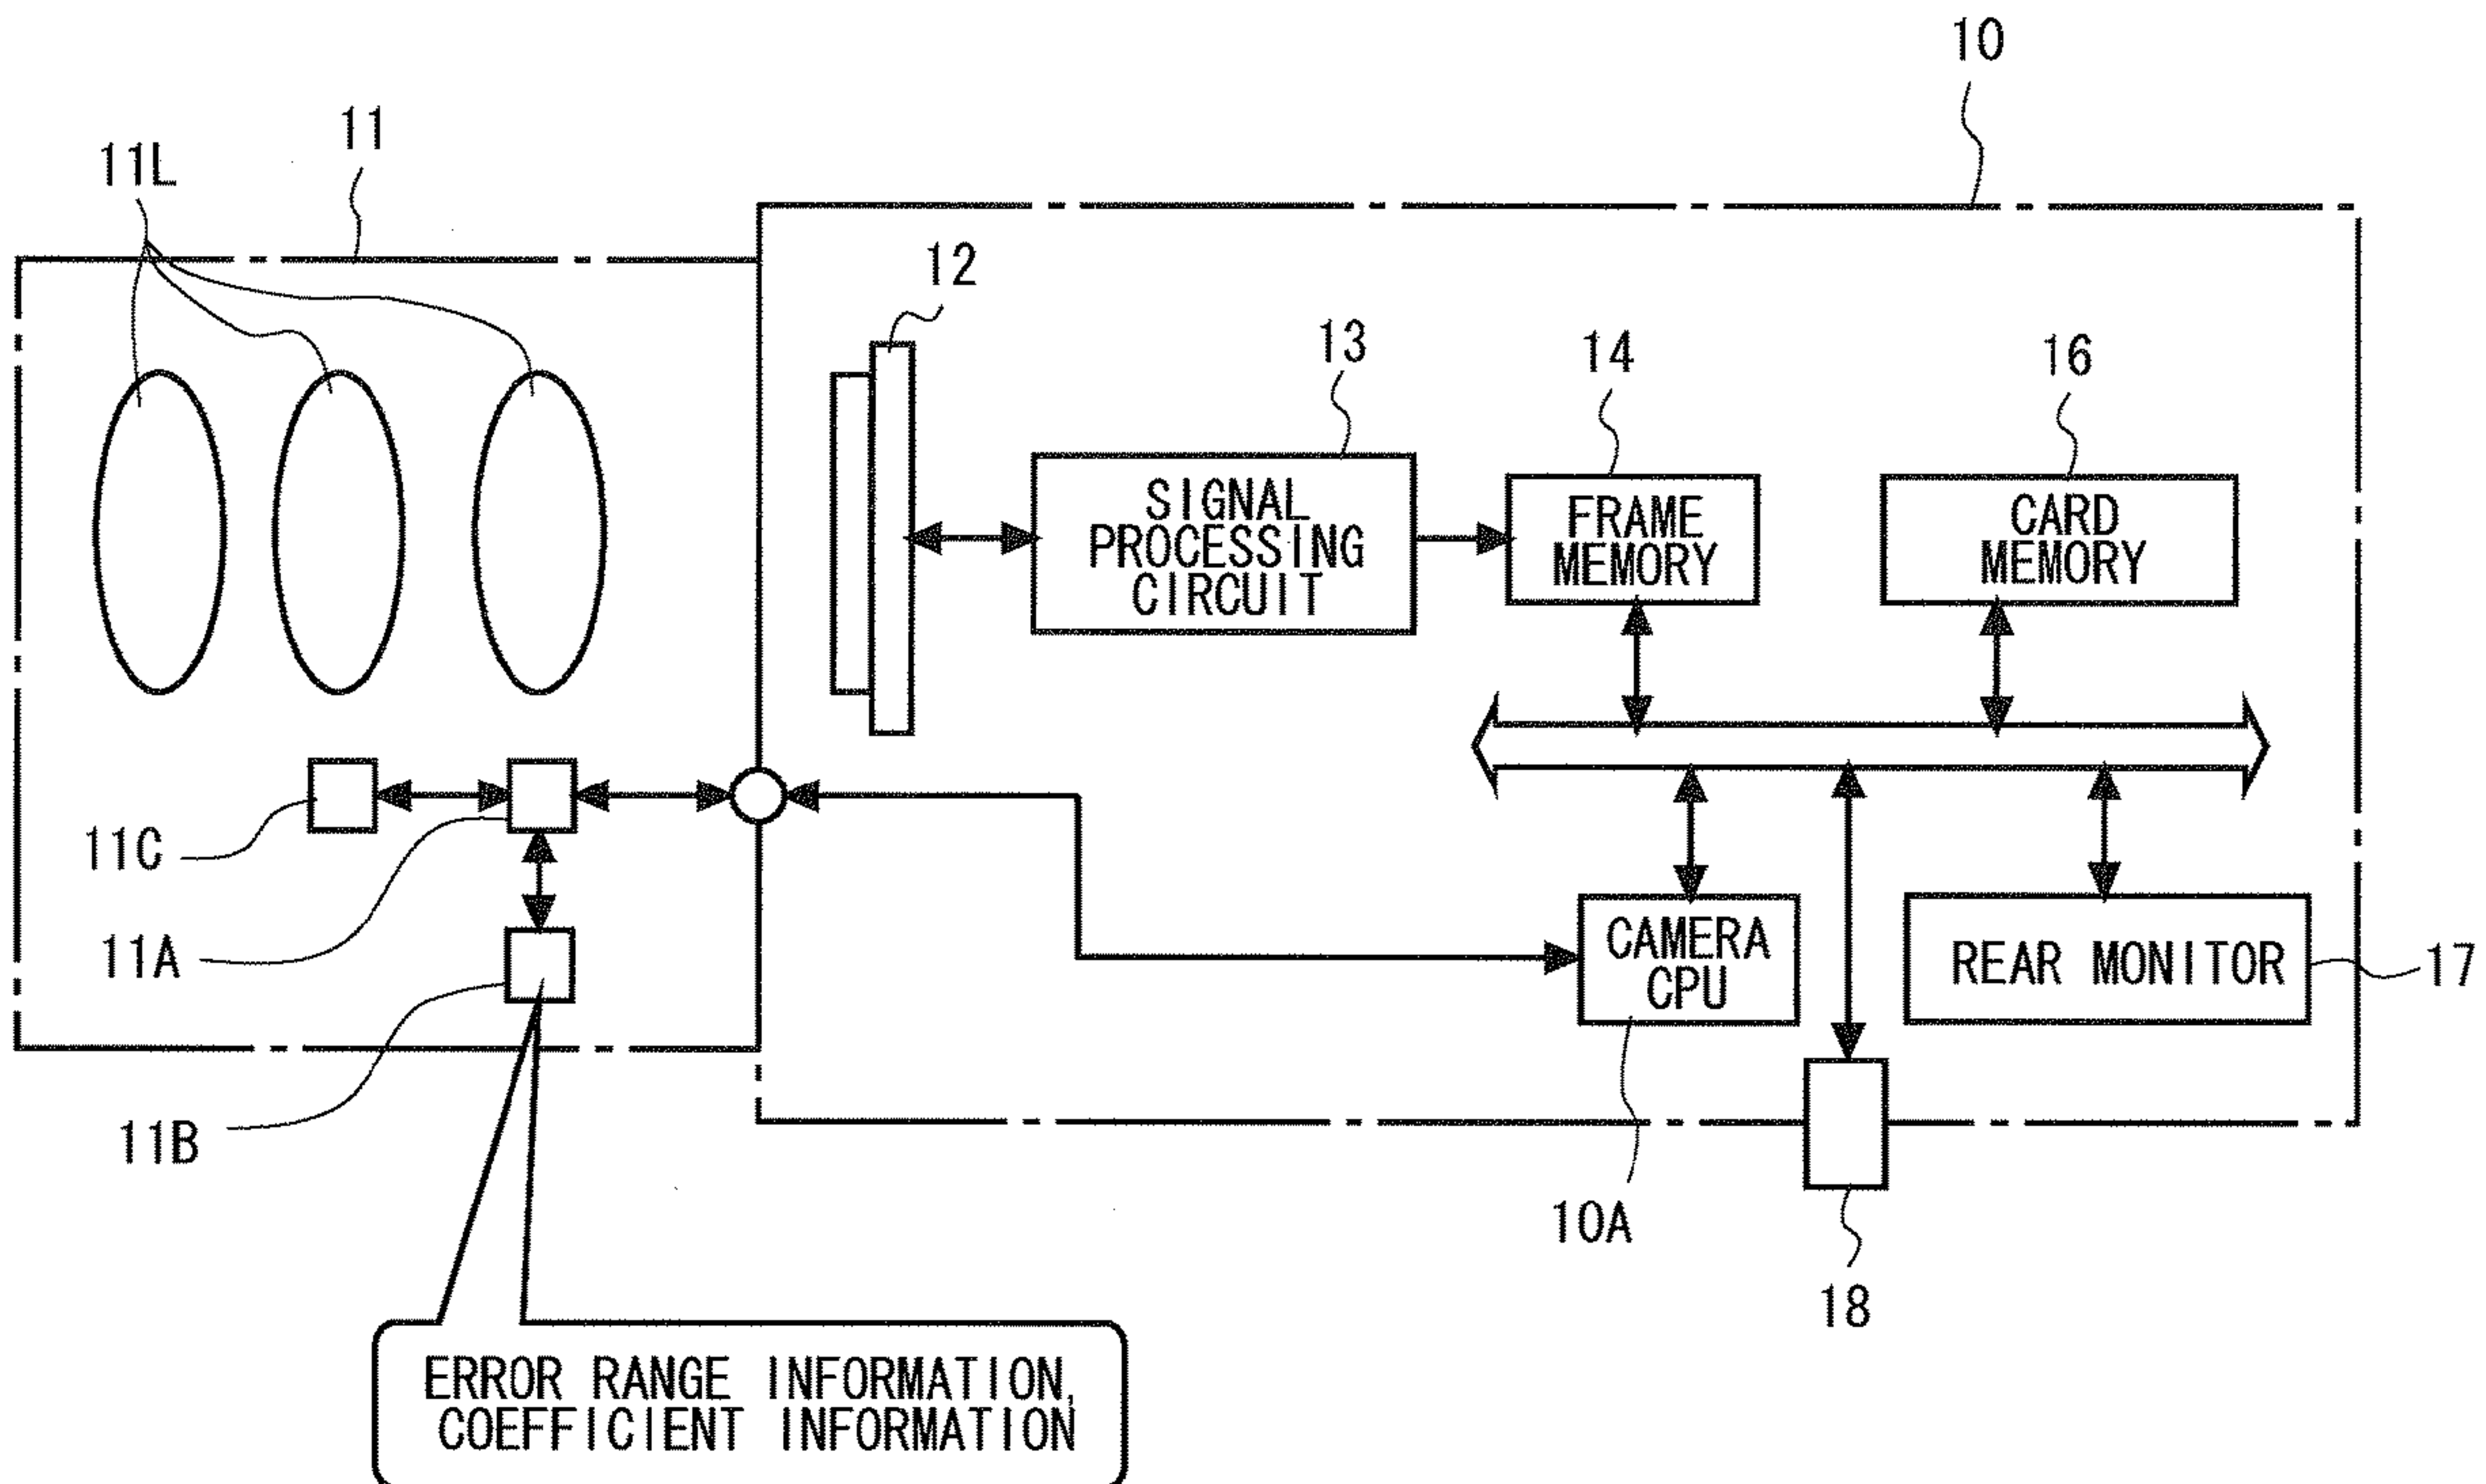 10
11
11L
12
13
14
16
SIGNAL
PROCESSING
CIRCUIT
FRAME
MEMORY
CARD
MEMORY
11C
11A
CAMERA
CPU
REAR MONITOR
17
11B
10A
18
ERROR RANGE INFORMATION,
COEFFICIENT INFORMATION